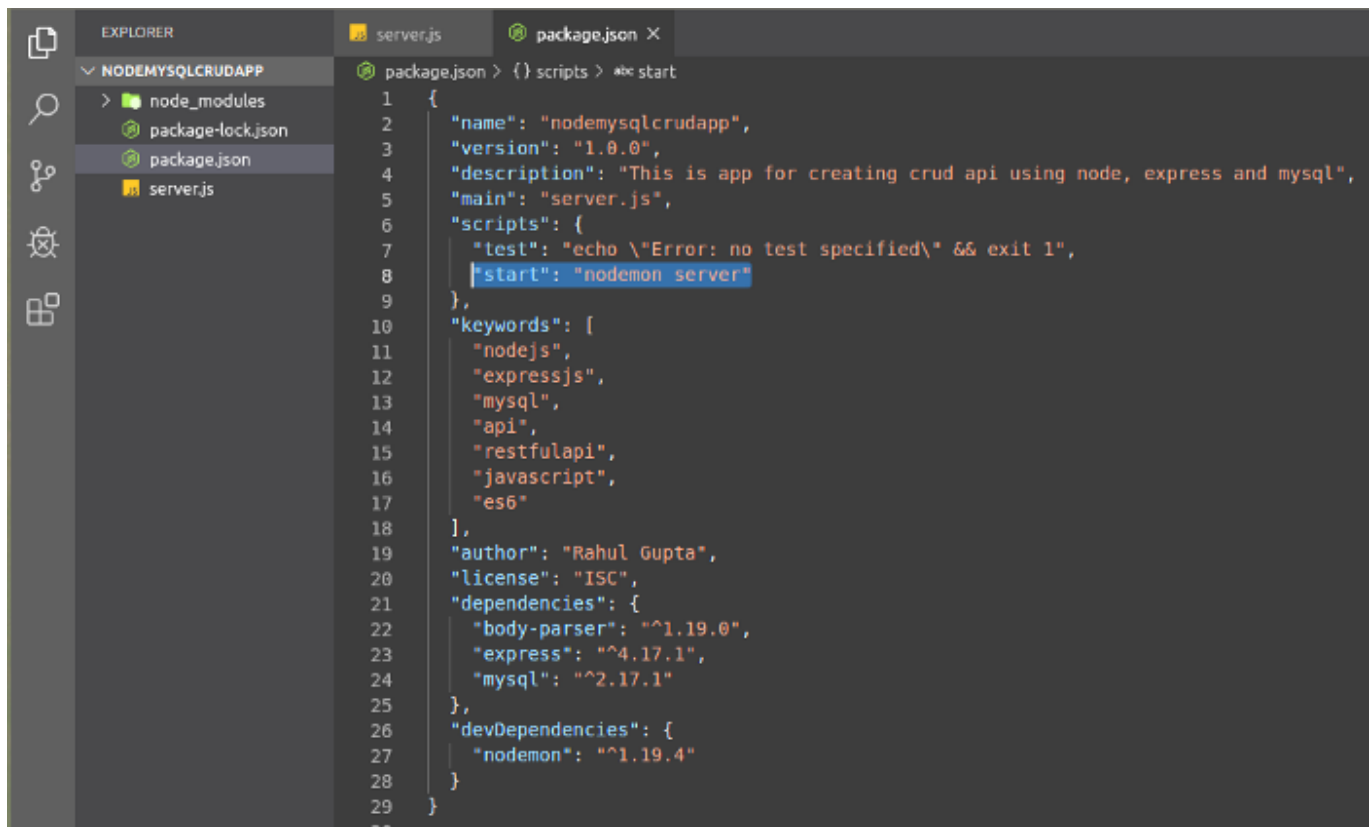 EXPLORER
NODEMYSQLCRUDAPP
node_modules
package-lock.json
package.json
server.js
server.js
package.json
package.json > {} scripts > abc start
1 {
2 "name": "nodemysqlcrudapp",
3 "version": "1.0.0",
4 "description": "This is app for creating crud api using node, express and mysql",
5 "main": "server.js",
6 "scripts": {
7 "test": "echo \"Error: no test specified\" && exit 1",
8 "start": "nodemon server"
9 },
10 "keywords": [
11 "nodejs",
12 "expressjs",
13 "mysql",
14 "api",
15 "restfulapi",
16 "javascript",
17 "es6"
18 ],
19 "author": "Rahul Gupta",
20 "license": "ISC",
21 "dependencies": {
22 "body-parser": "^1.19.0",
23 "express": "^4.17.1",
24 "mysql": "^2.17.1"
25 },
26 "devDependencies": {
27 "nodemon": "^1.19.4"
28 }
29 }